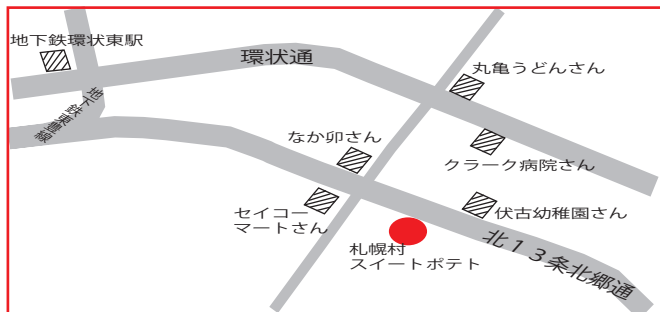 地下鉄環状東駅
環状通
丸亀うどんさん
地下鉄東豊線
なか卯さん
クラーク病院さん
セイコー
マートさん
伏古幼稚園さん
札幌村
スイートポテト
北13条北郷通